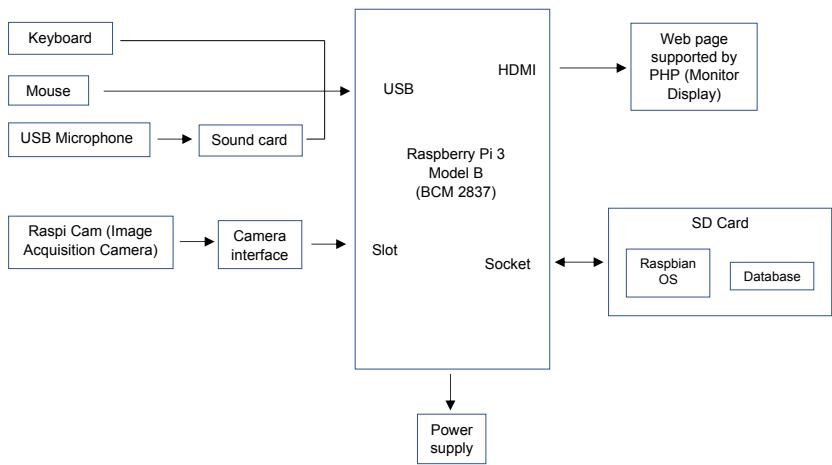 Keyboard
Mouse
USB Microphone
Sound card
Raspi Cam (Image
Acquisition Camera)
Camera
interface
USB
HDMI
Raspberry Pi 3
Model B
(BCM 2837)
Slot
Socket
Web page
supported by
PHP (Monitor
Display)
SD Card
Raspbian
OS
Database
Power
supply